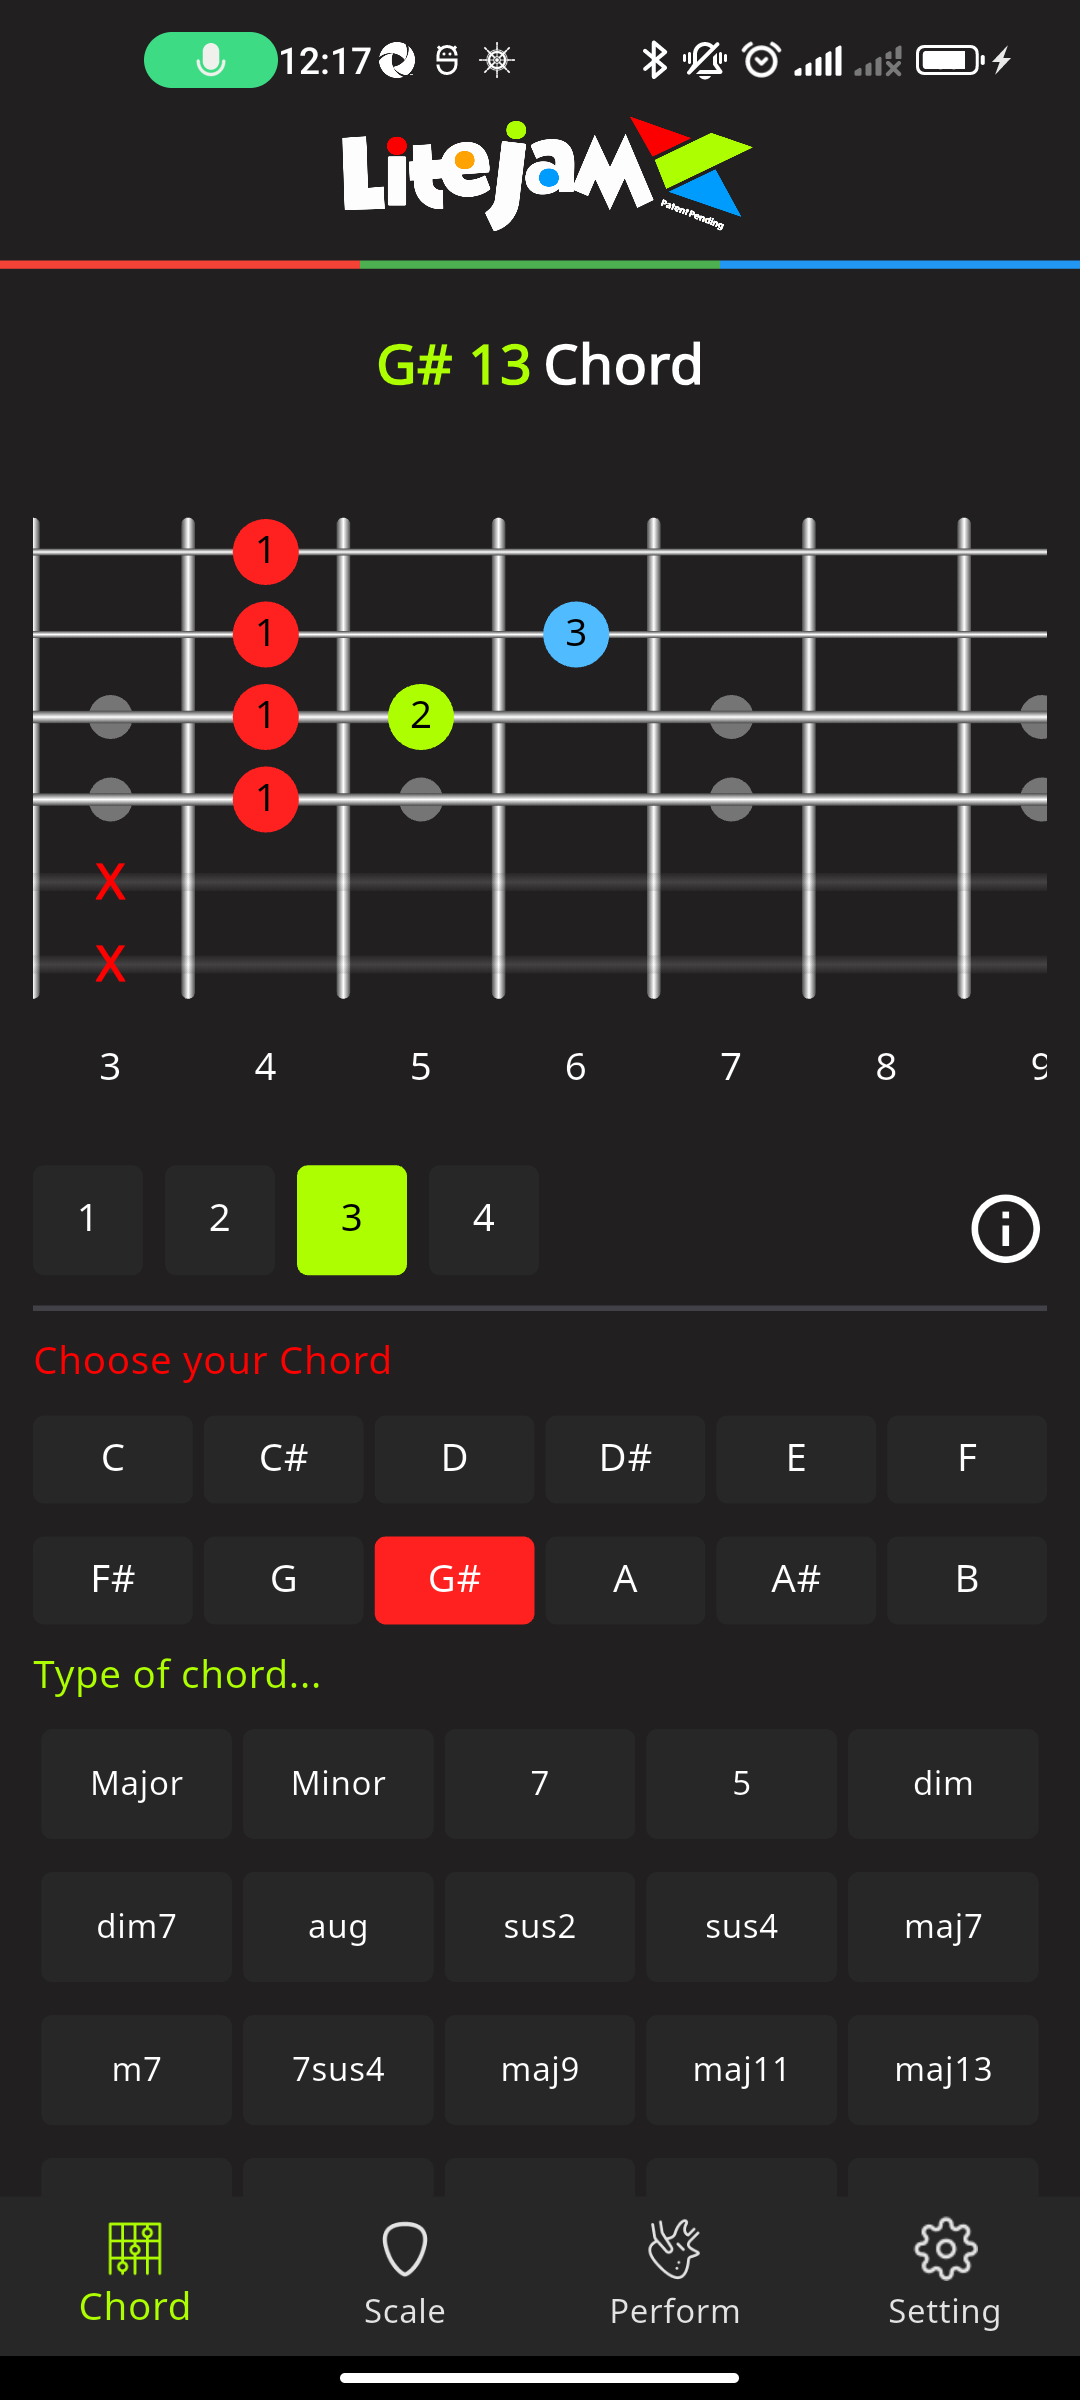 12:17
LiteJam
Patent Pending
G# 13 Chord
1
1 3
1 2
1
X
X
3 4 5 6 7 8 9
1 2 3 4
Choose your Chord
C C# D D# E F
F# G G# A A# B
Type of chord...
Major Minor 7 5 dim
dim7 aug sus2 sus4 maj7
m7 7sus4 maj9 maj11 maj13
Chord Scale Perform Setting